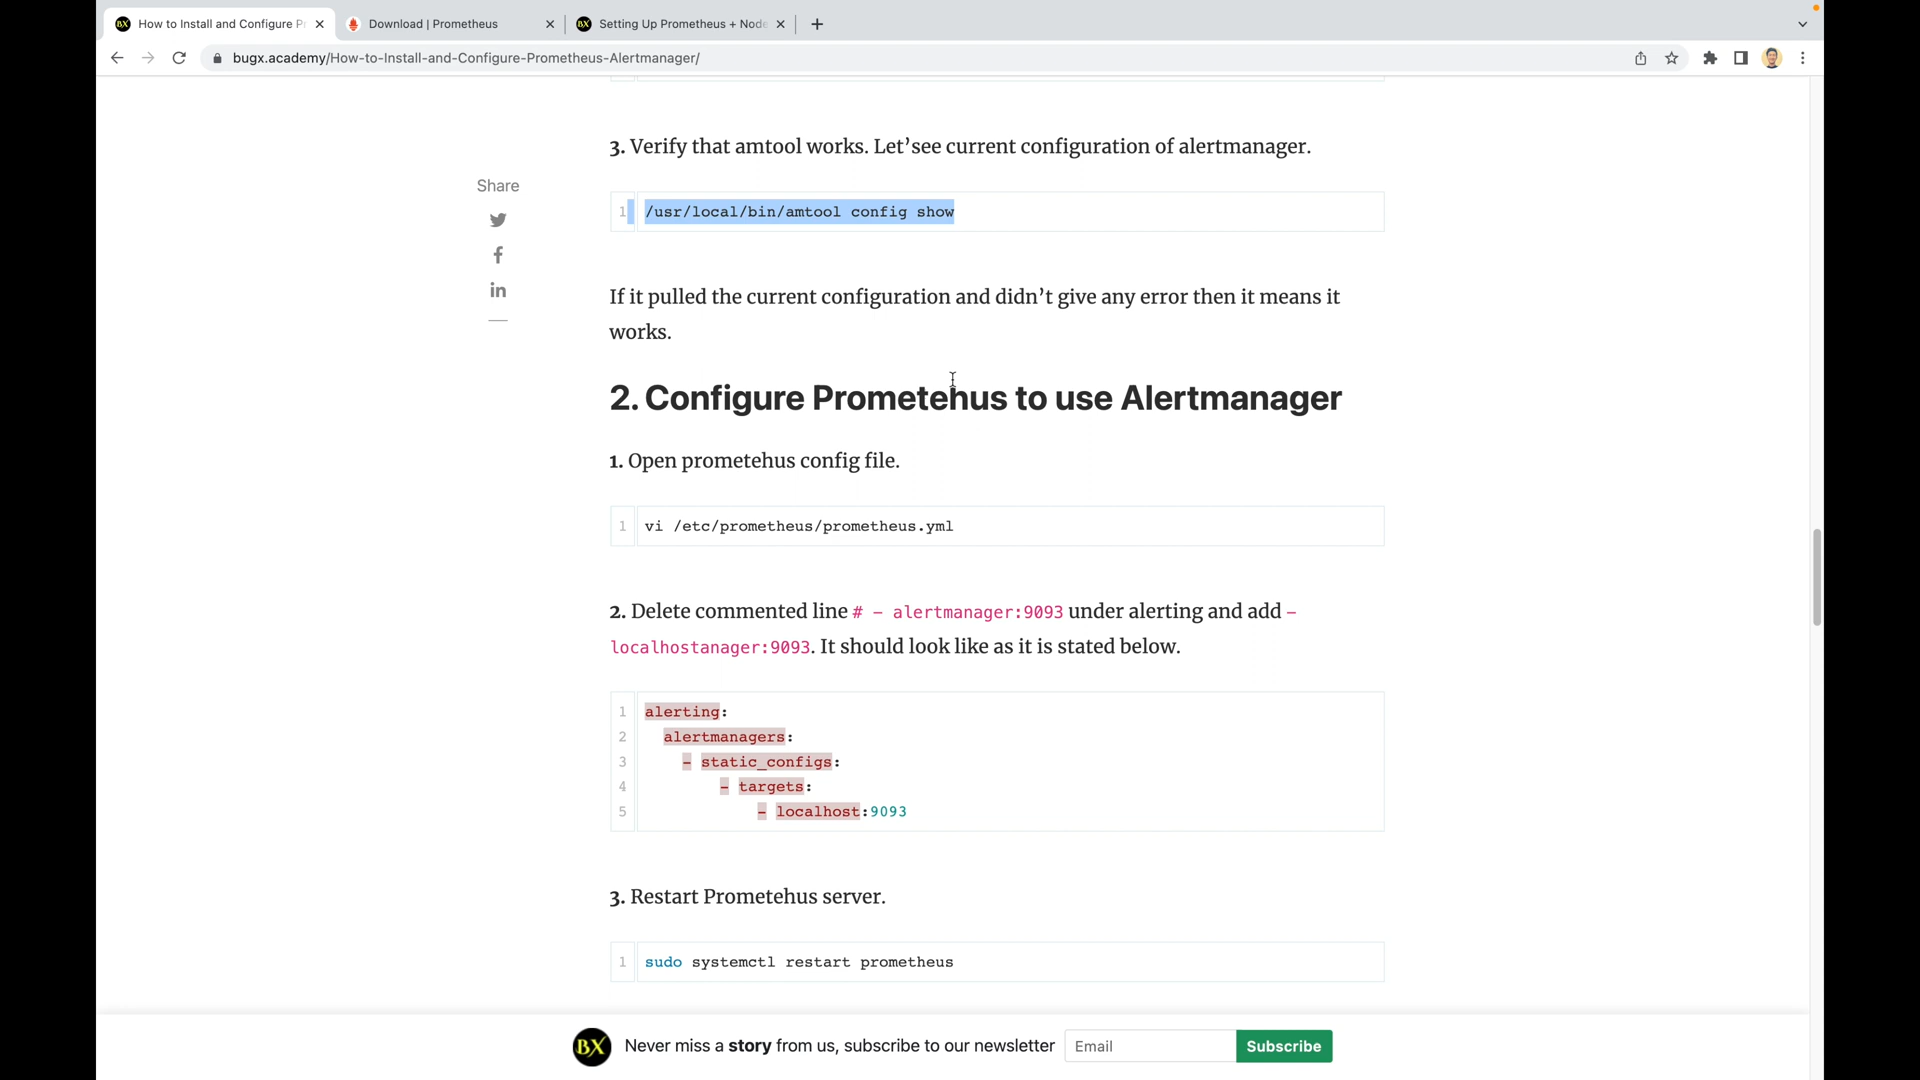 How to Install and Configure P
Download | Prometheus
Setting Up Prometheus + Node
bugx.academy/How-to-Install-and-Configure-Prometheus-Alertmanager/
3. Verify that amtool works. Let’see current configuration of alertmanager.
Share
1 /usr/local/bin/amtool config show
If it pulled the current configuration and didn’t give any error then it means it
works.
2. Configure Prometehus to use Alertmanager
1. Open prometehus config file.
1 vi /etc/prometheus/prometheus.yml
2. Delete commented line # - alertmanager:9093 under alerting and add -
localhostanager:9093. It should look like as it is stated below.
1 alerting:
2 alertmanagers:
3 - static_configs:
4 - targets:
5 - localhost:9093
3. Restart Prometehus server.
1 sudo systemctl restart prometheus
BX Never miss a story from us, subscribe to our newsletter Email Subscribe